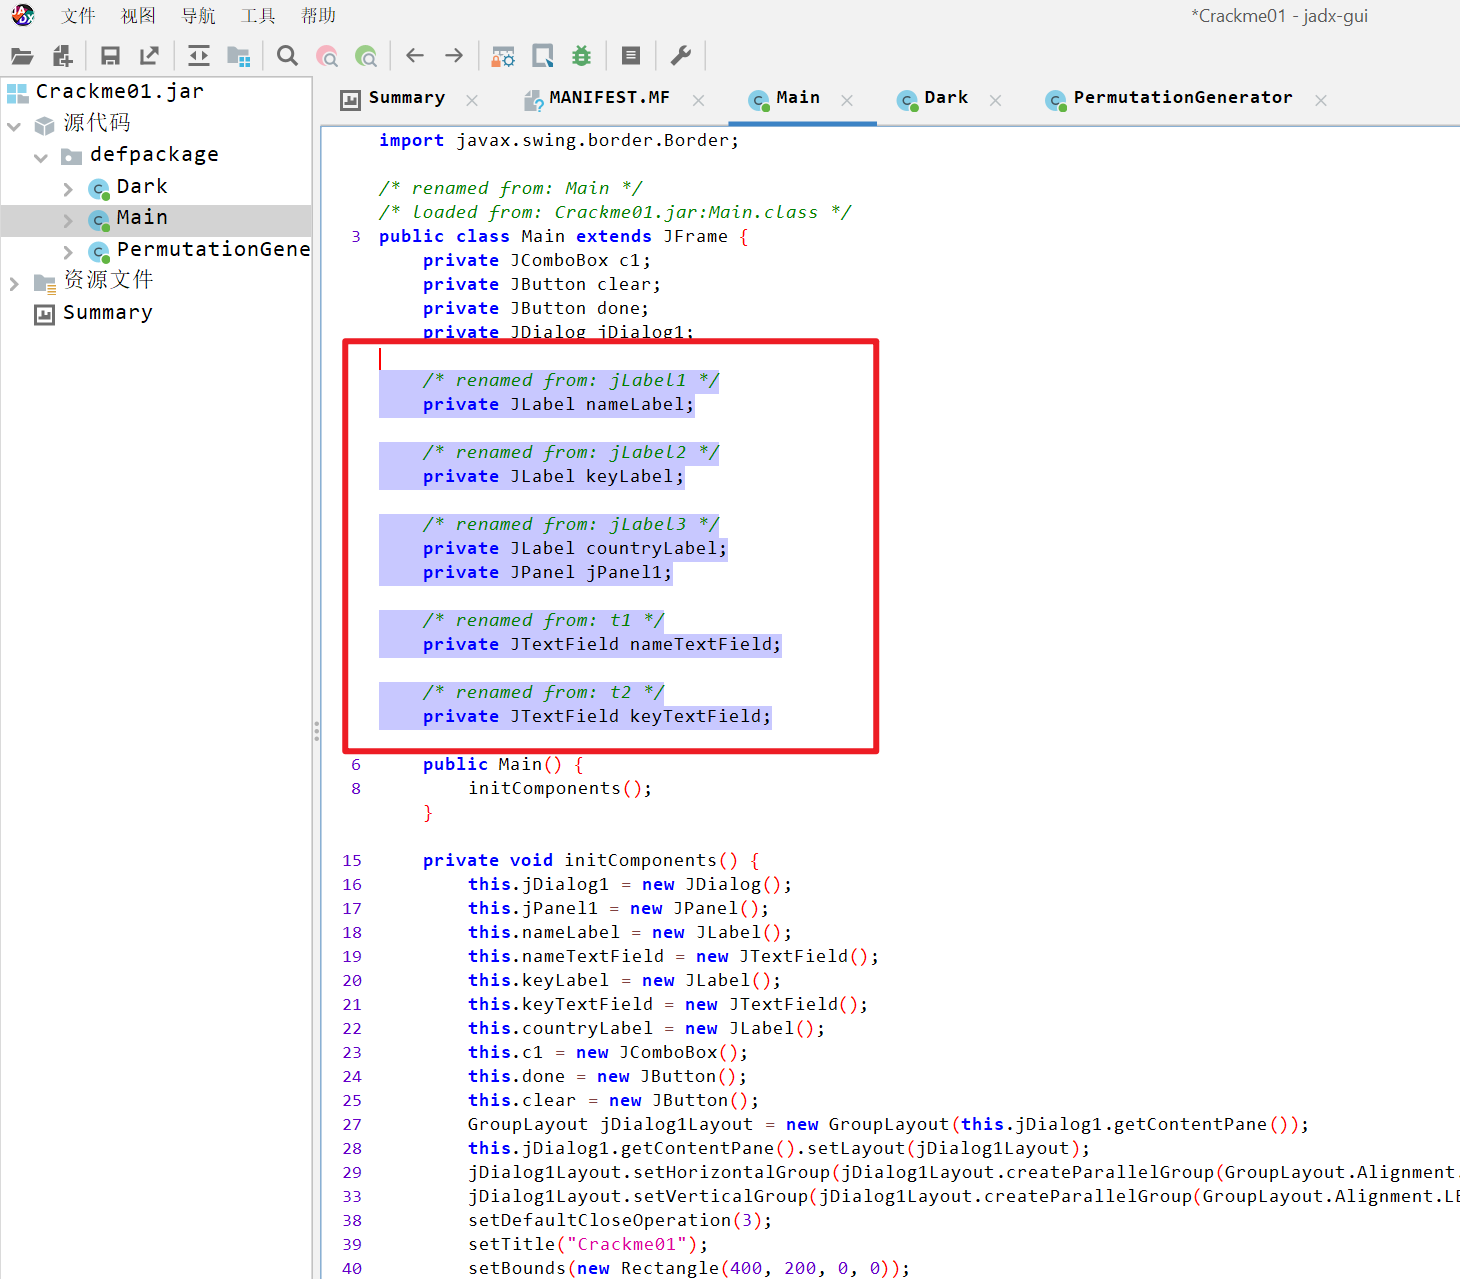 文件 视图 导航 工具 帮助
*Crackme01 - jadx-gui
Crackme01.jar
源代码
defpackage
Dark
Main
PermutationGene
资源文件
Summary
Summary MANIFEST.MF Main Dark PermutationGenerator
import javax.swing.border.Border;
/* renamed from: Main */
/* loaded from: Crackme01.jar:Main.class */
3 public class Main extends JFrame {
private JComboBox c1;
private JButton clear;
private JButton done;
private JDialog jDialog1;
/* renamed from: jLabel1 */
private JLabel nameLabel;
/* renamed from: jLabel2 */
private JLabel keyLabel;
/* renamed from: jLabel3 */
private JLabel countryLabel;
private JPanel jPanel1;
/* renamed from: t1 */
private JTextField nameTextField;
/* renamed from: t2 */
private JTextField keyTextField;
6 public Main() {
8 initComponents();
}
15 private void initComponents() {
16 this.jDialog1 = new JDialog();
17 this.jPanel1 = new JPanel();
18 this.nameLabel = new JLabel();
19 this.nameTextField = new JTextField();
20 this.keyLabel = new JLabel();
21 this.keyTextField = new JTextField();
22 this.countryLabel = new JLabel();
23 this.c1 = new JComboBox();
24 this.done = new JButton();
25 this.clear = new JButton();
27 GroupLayout jDialog1Layout = new GroupLayout(this.jDialog1.getContentPane());
28 this.jDialog1.getContentPane().setLayout(jDialog1Layout);
29 jDialog1Layout.setHorizontalGroup(jDialog1Layout.createParallelGroup(GroupLayout.Alignment.
33 jDialog1Layout.setVerticalGroup(jDialog1Layout.createParallelGroup(GroupLayout.Alignment.LE
38 setDefaultCloseOperation(3);
39 setTitle("Crackme01");
40 setBounds(new Rectangle(400, 200, 0, 0));